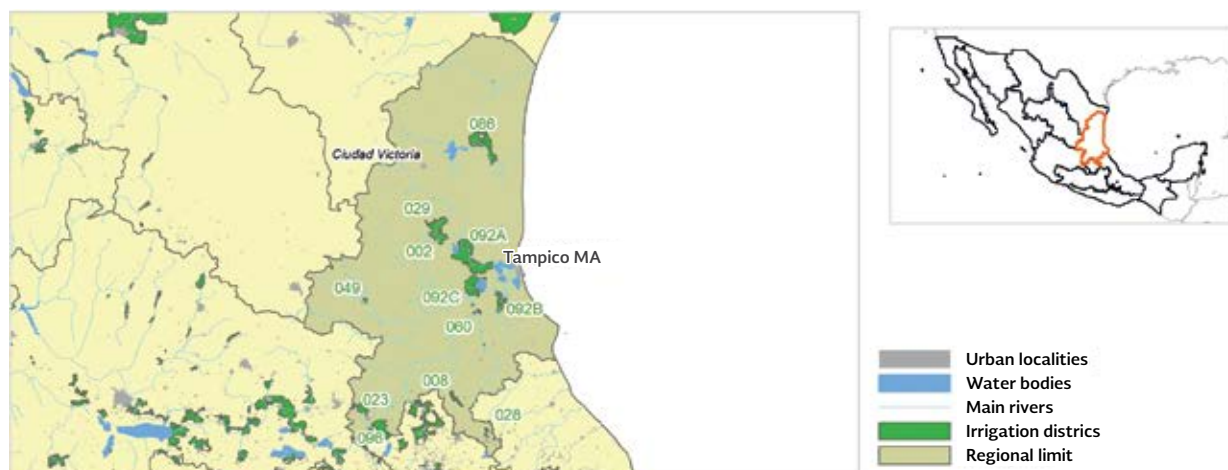 086
Ciudad Victoria
029
092A
002
Tampico MA
049
092C
092B
060
008
023
028
096
Urban localities
Water bodies
Main rivers
Irrigation districs
Regional limit